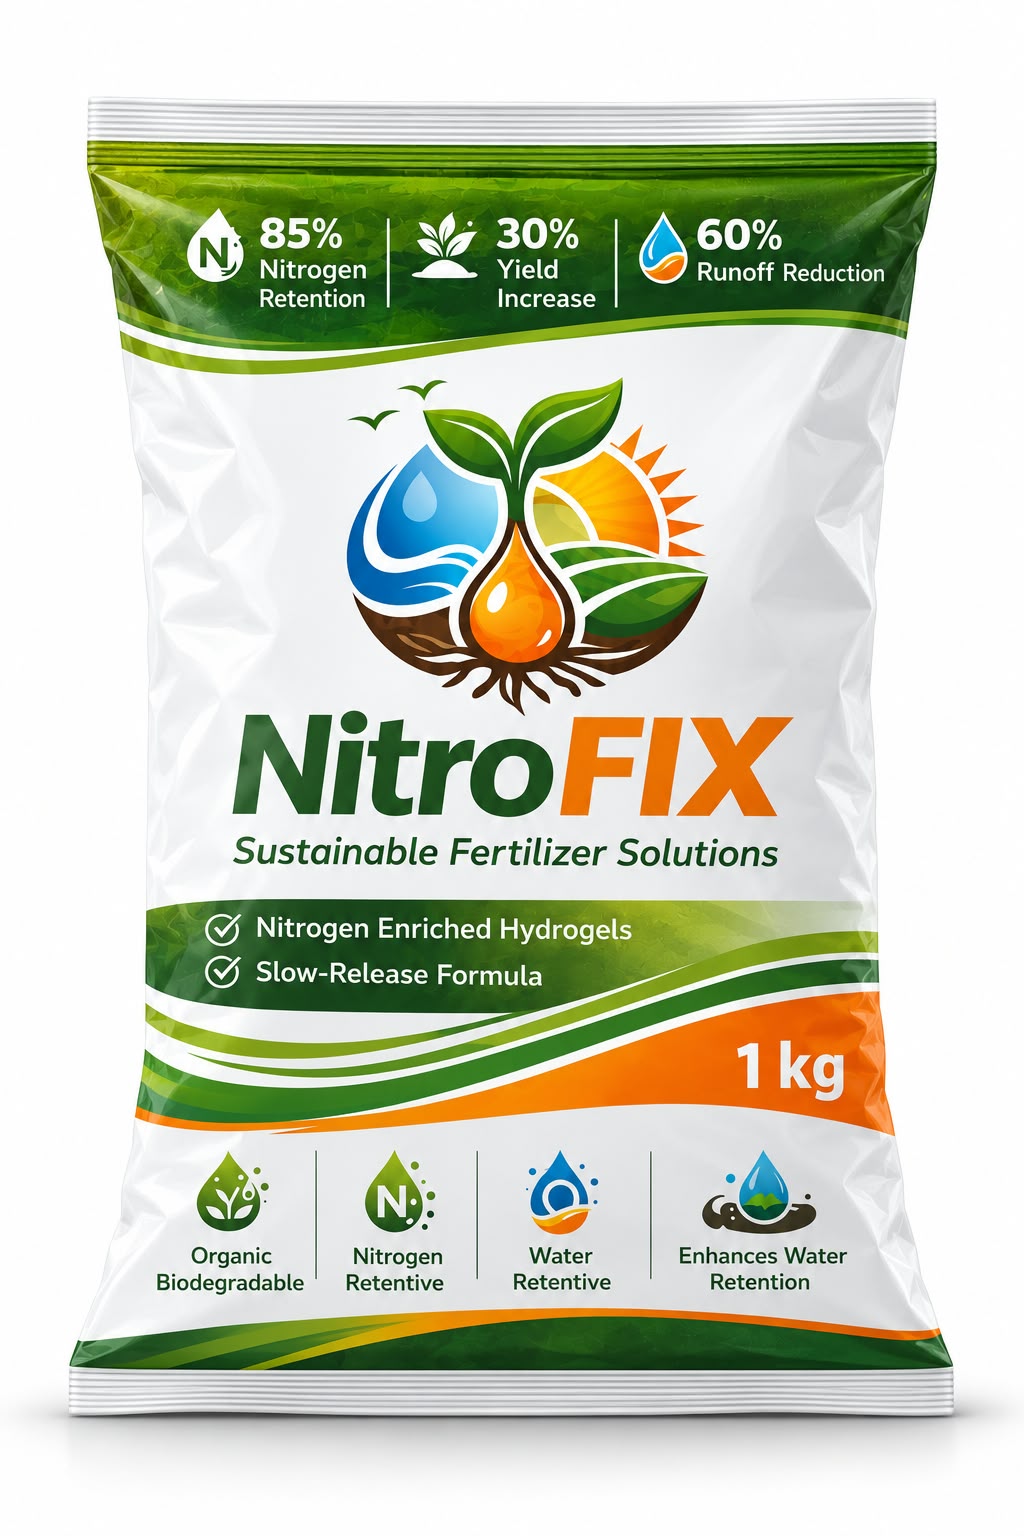 85%
Nitrogen
Retention
30%
Yield
Increase
60%
Runoff Reduction
N
NitroFIX
Sustainable Fertilizer Solutions
Nitrogen Enriched Hydrogels
Slow-Release Formula
1 kg
Organic
Biodegradable
N
Nitrogen
Retentive
Water
Retentive
Enhances Water
Retention